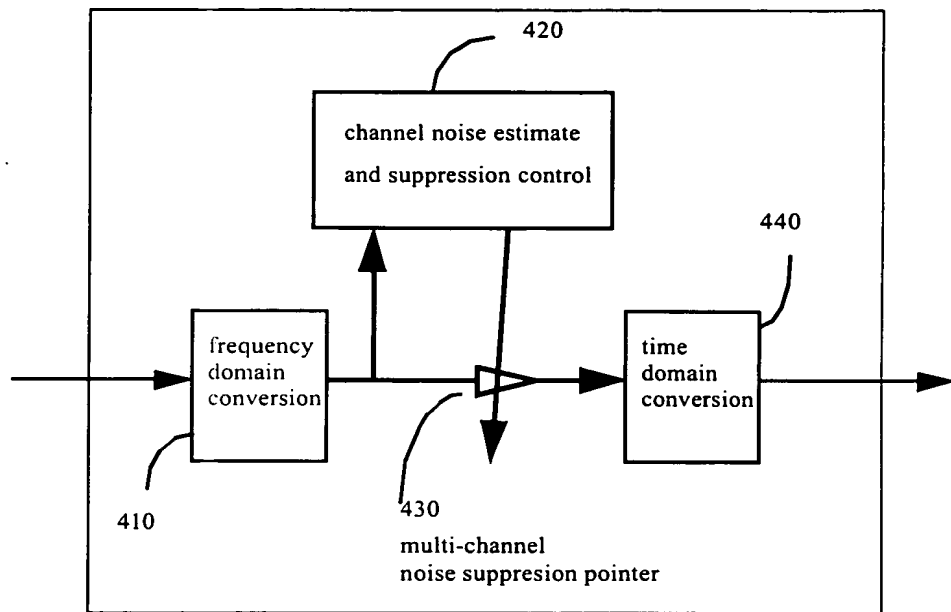 420
channel noise estimate
and suppression control
440
frequency
domain
conversion
time
domain
conversion
410
430
multi-channel
noise suppresion pointer